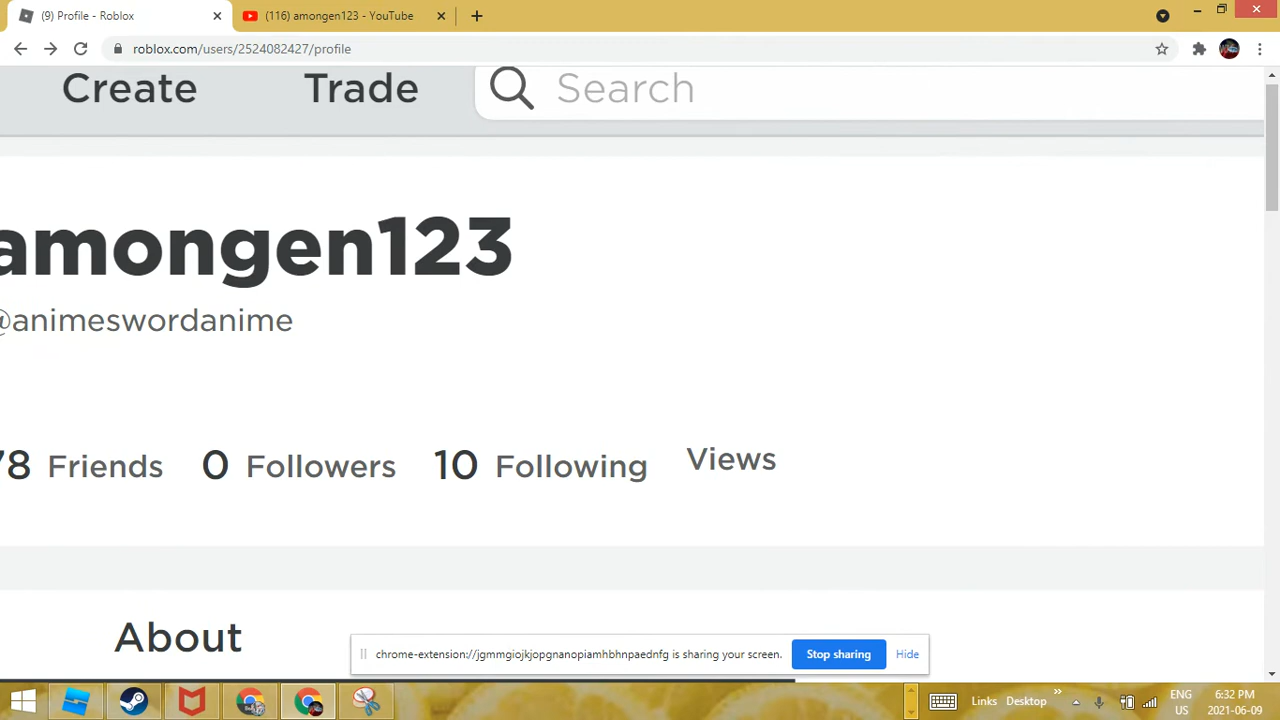 (9) Profile - Roblox
(116) amongen123 - YouTube
roblox.com/users/2524082427/profile
Create Trade Search
amongen123
@animeswordanime
78 Friends 0 Followers 10 Following Views
About
chrome-extension://jgmmgiojkjopgnanopiamhbhnpaednfg is sharing your screen. Stop sharing Hide
Links Desktop ENG 6:32 PM
US 2021-06-09